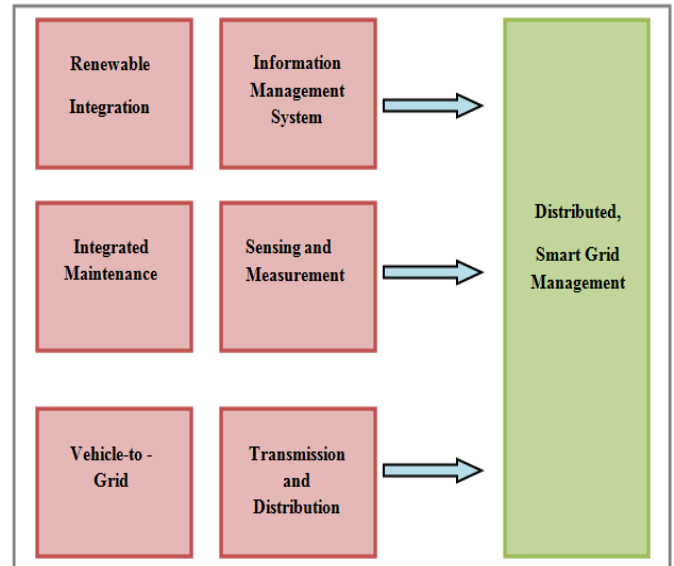 Renewable
Integration
Information
Management
System
Integrated
Maintenance
Sensing and
Measurement
Distributed,
Smart Grid
Management
Vehicle-to -
Grid
Transmission
and
Distribution